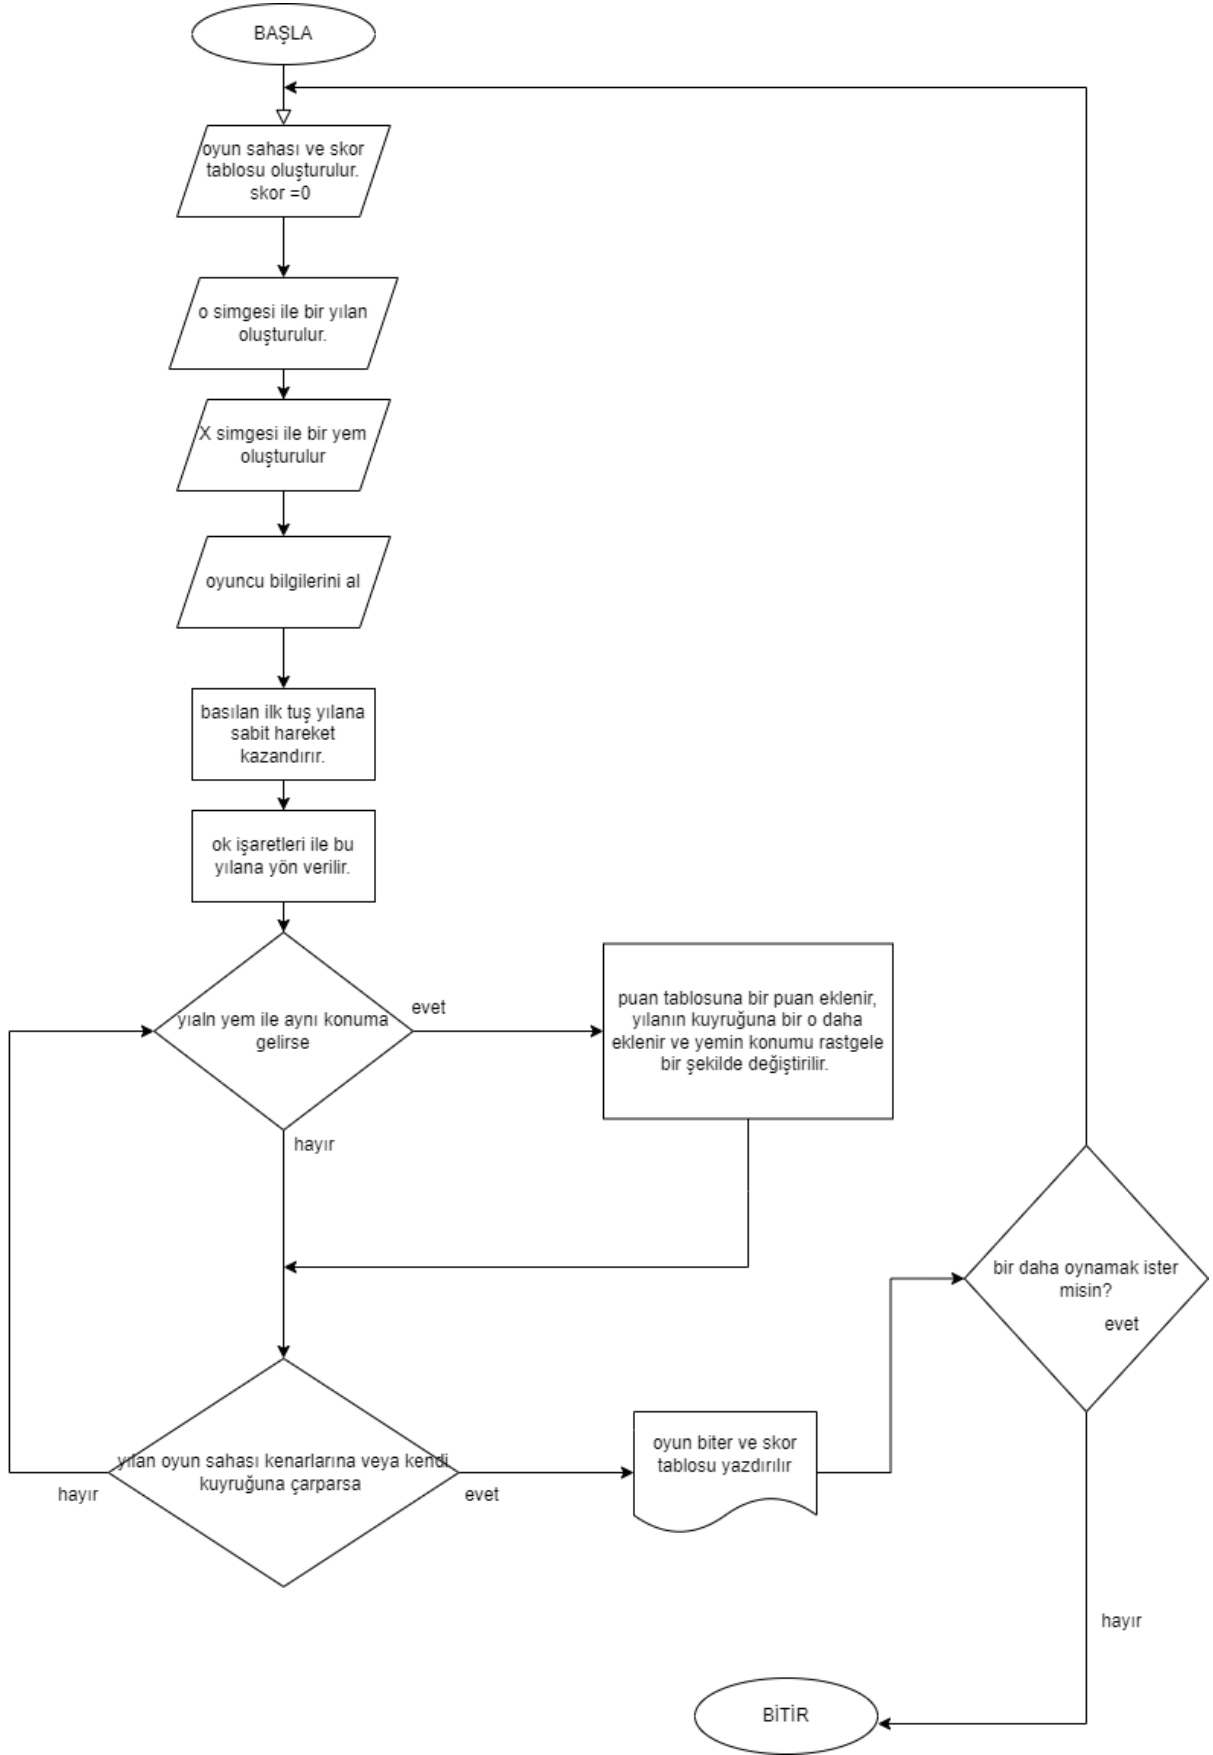 BAŞLA
oyun sahası ve skor
tablosu oluşturulur.
skor =0
o simgesi ile bir yılan
oluşturulur.
X simgesi ile bir yem
oluşturulur
oyuncu bilgilerini al
basılan ilk tuş yılana
sabit hareket
kazandırır.
ok işaretleri ile bu
yılana yön verilir.
yıaln yem ile aynı konuma
gelirse
evet
hayır
puan tablosuna bir puan eklenir,
yılanın kuyruğuna bir o daha
eklenir ve yemin konumu rastgele
bir şekilde değiştirilir.
yılan oyun sahası kenarlarına veya kendi
kuyruğuna çarparsa
hayır
evet
oyun biter ve skor
tablosu yazdırılır
bir daha oynamak ister
misin?
evet
hayır
BİTİR